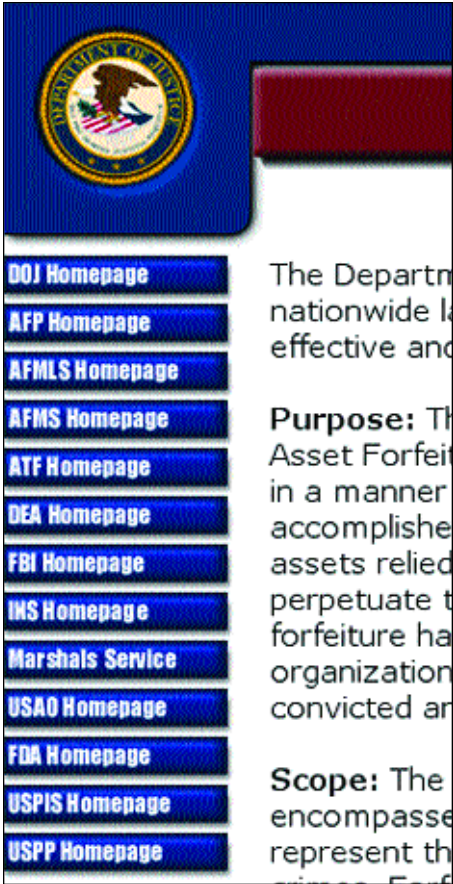 DEPARTMENT OF JUSTICE
DOJ Homepage
AFP Homepage
AFMLS Homepage
AFMS Homepage
ATF Homepage
DEA Homepage
FBI Homepage
INS Homepage
Marshals Service
USAO Homepage
FDA Homepage
USPIS Homepage
USPP Homepage
The Departm
nationwide la
effective and
Purpose: Th
Asset Forfeit
in a manner
accomplishe
assets relied
perpetuate t
forfeiture ha
organization
convicted an
Scope: The
encompasse
represent th
crimes. Forf